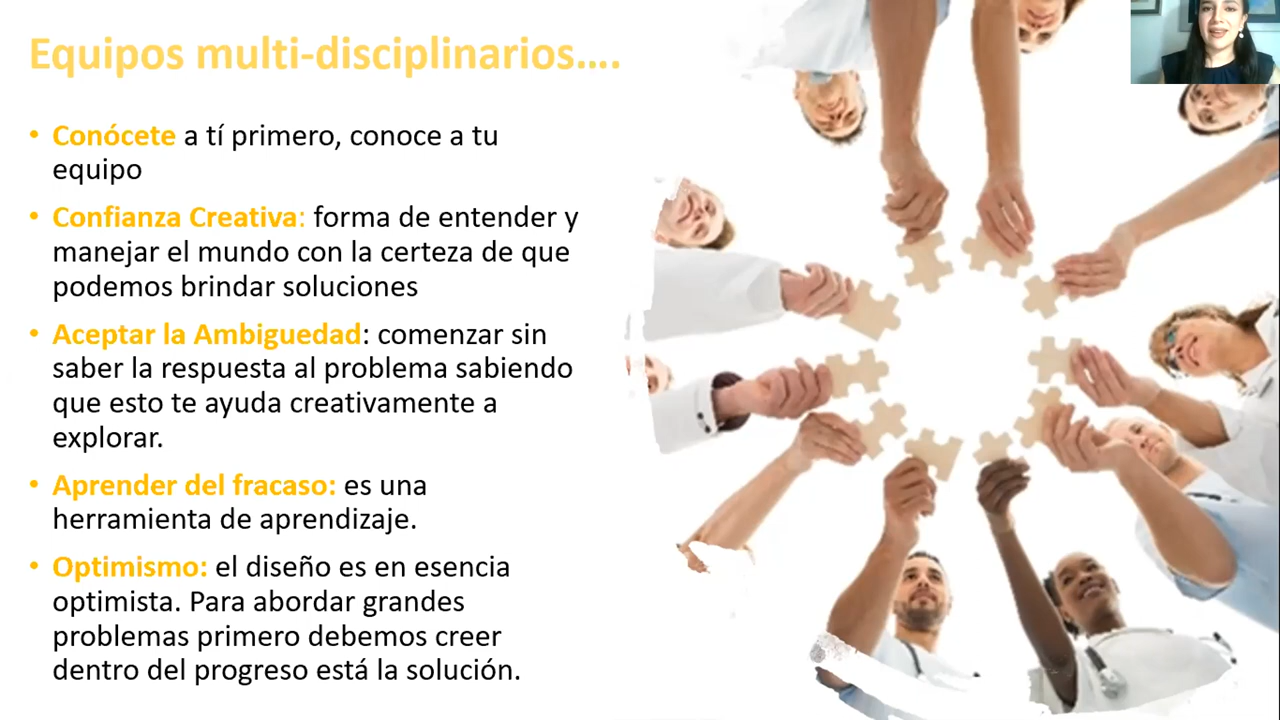 Equipos multi-disciplinarios....
• Conócete a tí primero, conoce a tu
equipo
• Confianza Creativa: forma de entender y
manejar el mundo con la certeza de que
podemos brindar soluciones
• Aceptar la Ambiguedad: comenzar sin
saber la respuesta al problema sabiendo
que esto te ayuda creativamente a
explorar.
• Aprender del fracaso: es una
herramienta de aprendizaje.
• Optimismo: el diseño es en esencia
optimista. Para abordar grandes
problemas primero debemos creer
dentro del progreso está la solución.